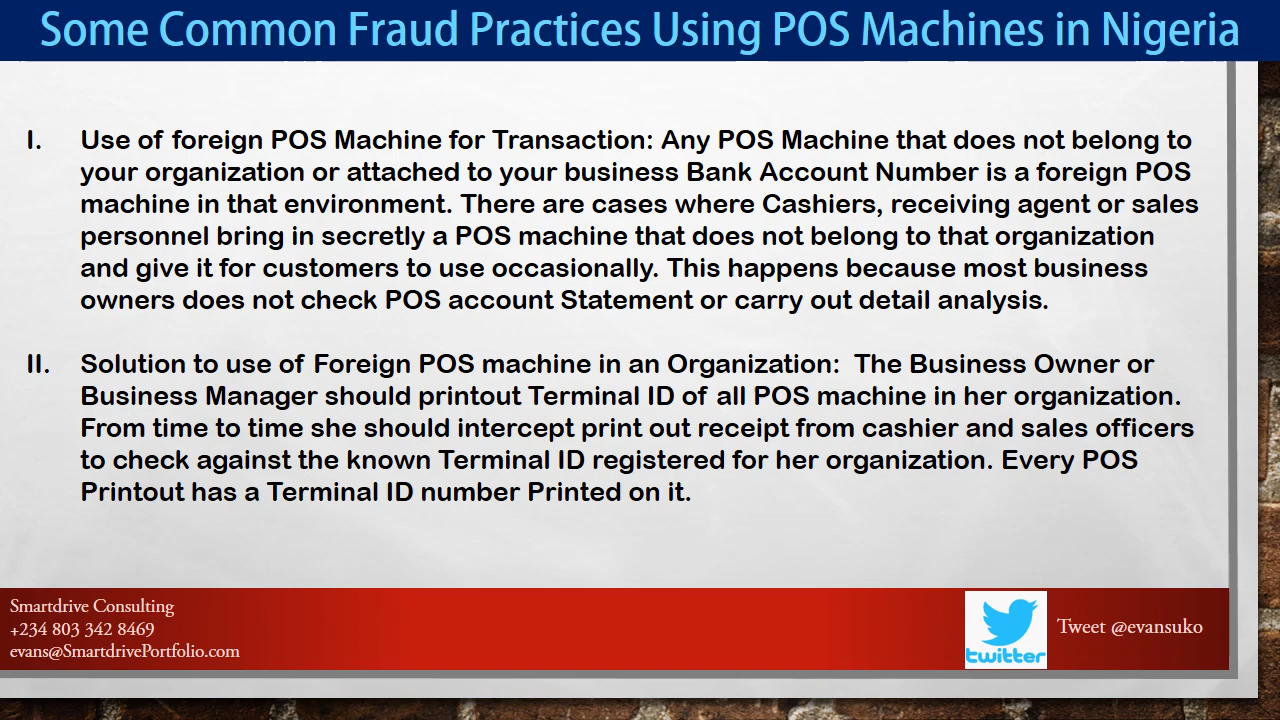 Some Common Fraud Practices Using POS Machines in Nigeria
I. Use of foreign POS Machine for Transaction: Any POS Machine that does not belong to
your organization or attached to your business Bank Account Number is a foreign POS
machine in that environment. There are cases where Cashiers, receiving agent or sales
personnel bring in secretly a POS machine that does not belong to that organization
and give it for customers to use occasionally. This happens because most business
owners does not check POS account Statement or carry out detail analysis.
II. Solution to use of Foreign POS machine in an Organization: The Business Owner or
Business Manager should printout Terminal ID of all POS machine in her organization.
From time to time she should intercept print out receipt from cashier and sales officers
to check against the known Terminal ID registered for her organization. Every POS
Printout has a Terminal ID number Printed on it.
Smartdrive Consulting
+234 803 342 8469
evans@SmartdrivePortfolio.com
twitter
Tweet @evansuko